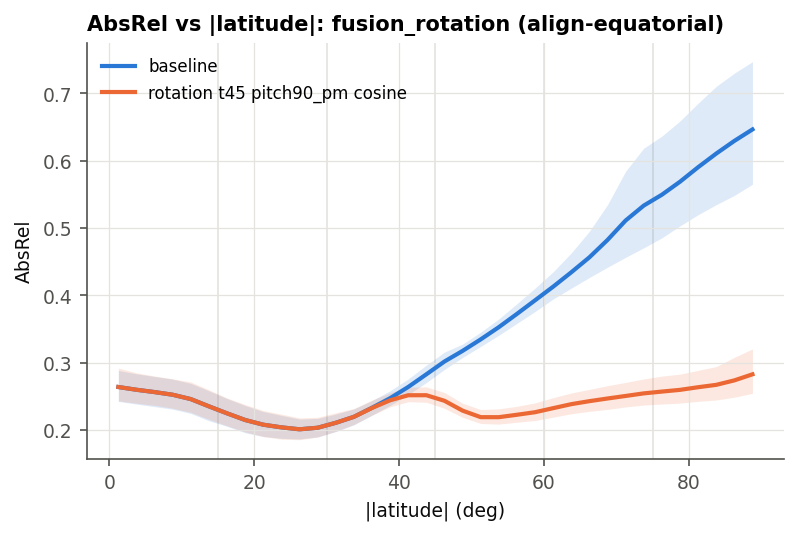 AbsRel vs |latitude|: fusion_rotation (align-equatorial)
baseline
rotation t45 pitch90_pm cosine
AbsRel
0.7
0.6
0.5
0.4
0.3
0.2
0
20
40
60
80
|latitude| (deg)